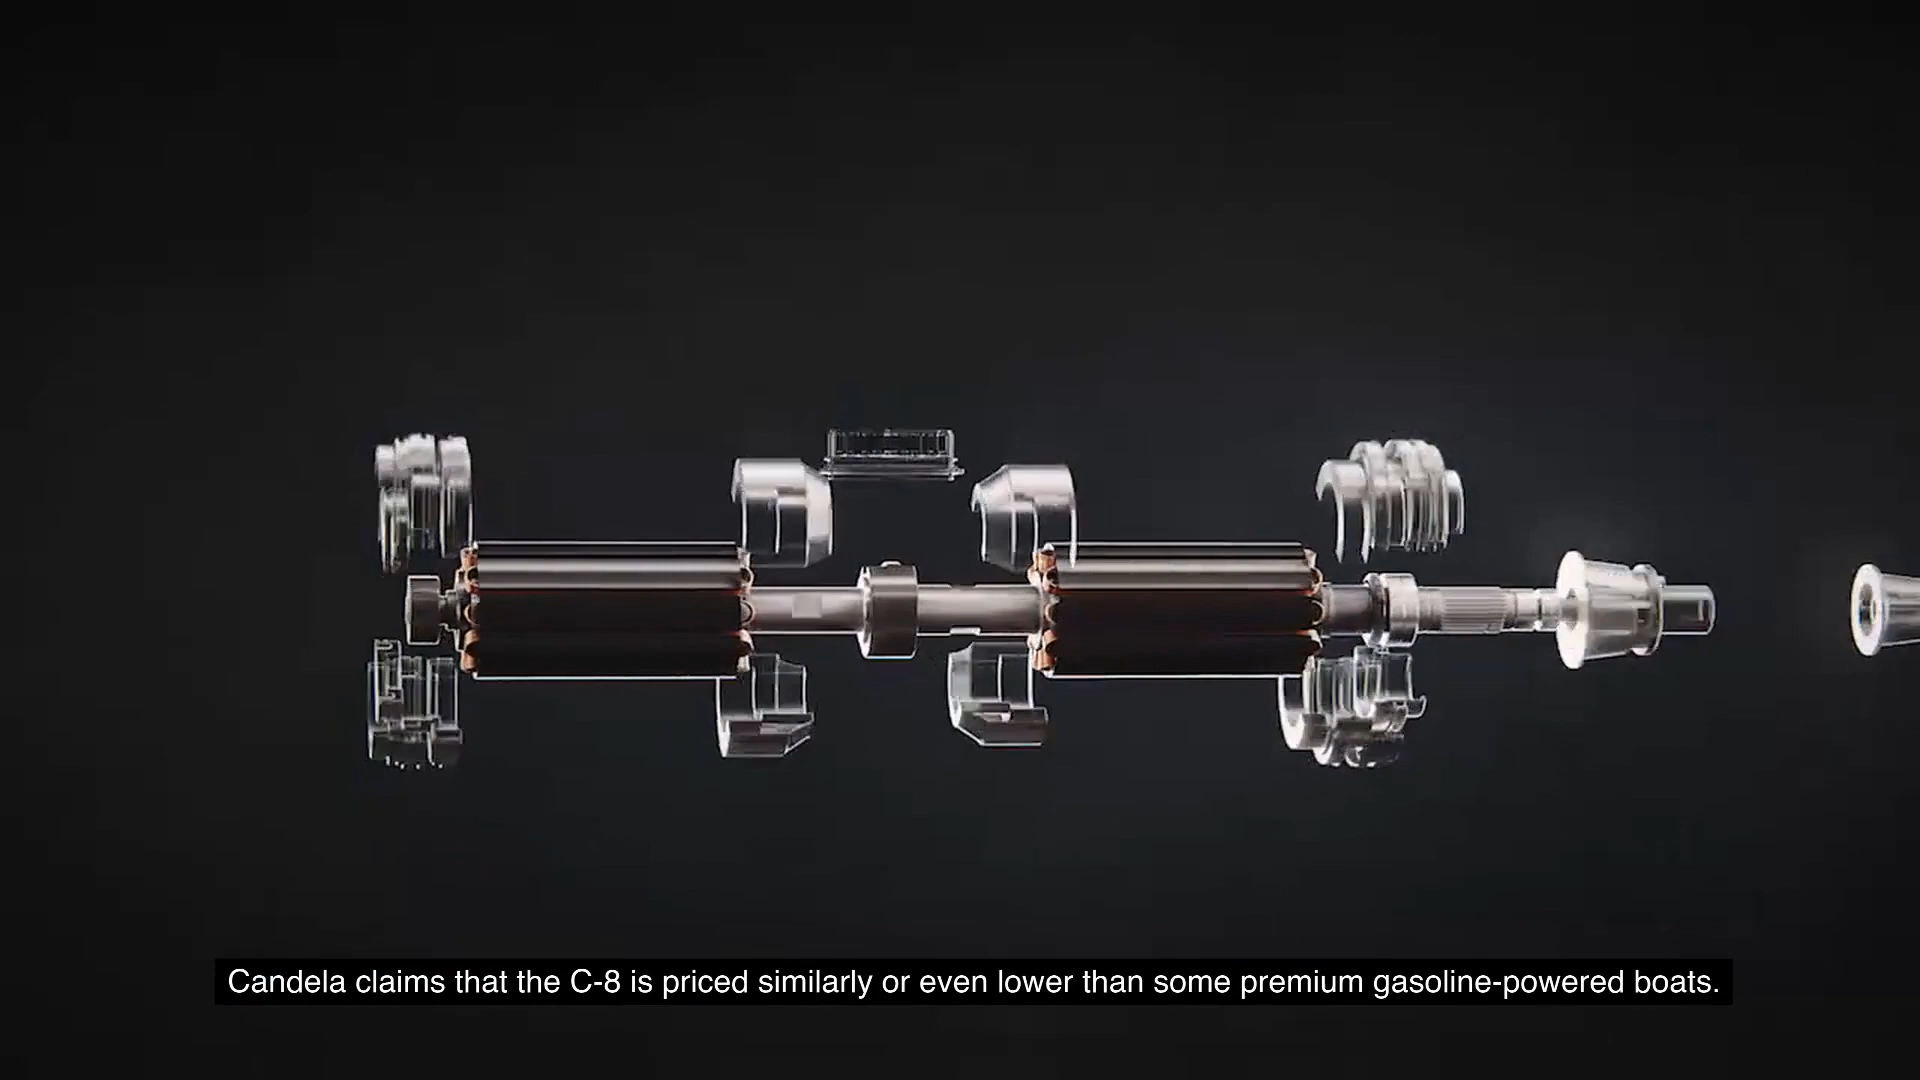 Candela claims that the C-8 is priced similarly or even lower than some premium gasoline-powered boats.